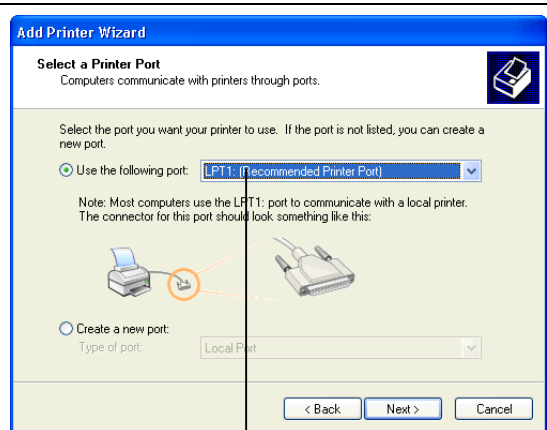 Add Printer Wizard
Select a Printer Port
Computers communicate with printers through ports.
Select the port you want your printer to use. If the port is not listed, you can create a
new port.
Use the following port: LPT1: (Recommended Printer Port)
Note: Most computers use the LPT1: port to communicate with a local printer.
The connector for this port should look something like this:
Create a new port:
Type of port: Local Port
< Back Next > Cancel